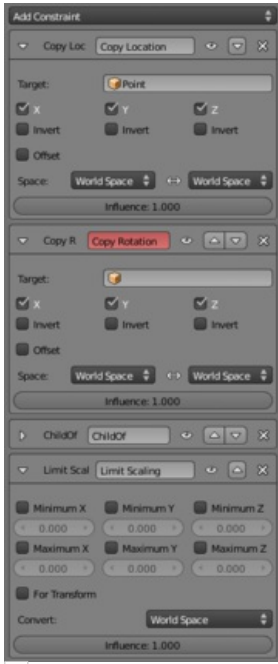 Add Constraint
Copy Loc Copy Location
Target: Point
X Y Z
Invert Invert Invert
Offset
Space: World Space World Space
Influence: 1.000
Copy R Copy Rotation
Target:
X Y Z
Invert Invert Invert
Offset
Space: World Space World Space
Influence: 1.000
ChildOf ChildOf
Limit Scal Limit Scaling
Minimum X Minimum Y Minimum Z
0.000 0.000 0.000
Maximum X Maximum Y Maximum Z
0.000 0.000 0.000
For Transform
Convert: World Space
Influence: 1.000